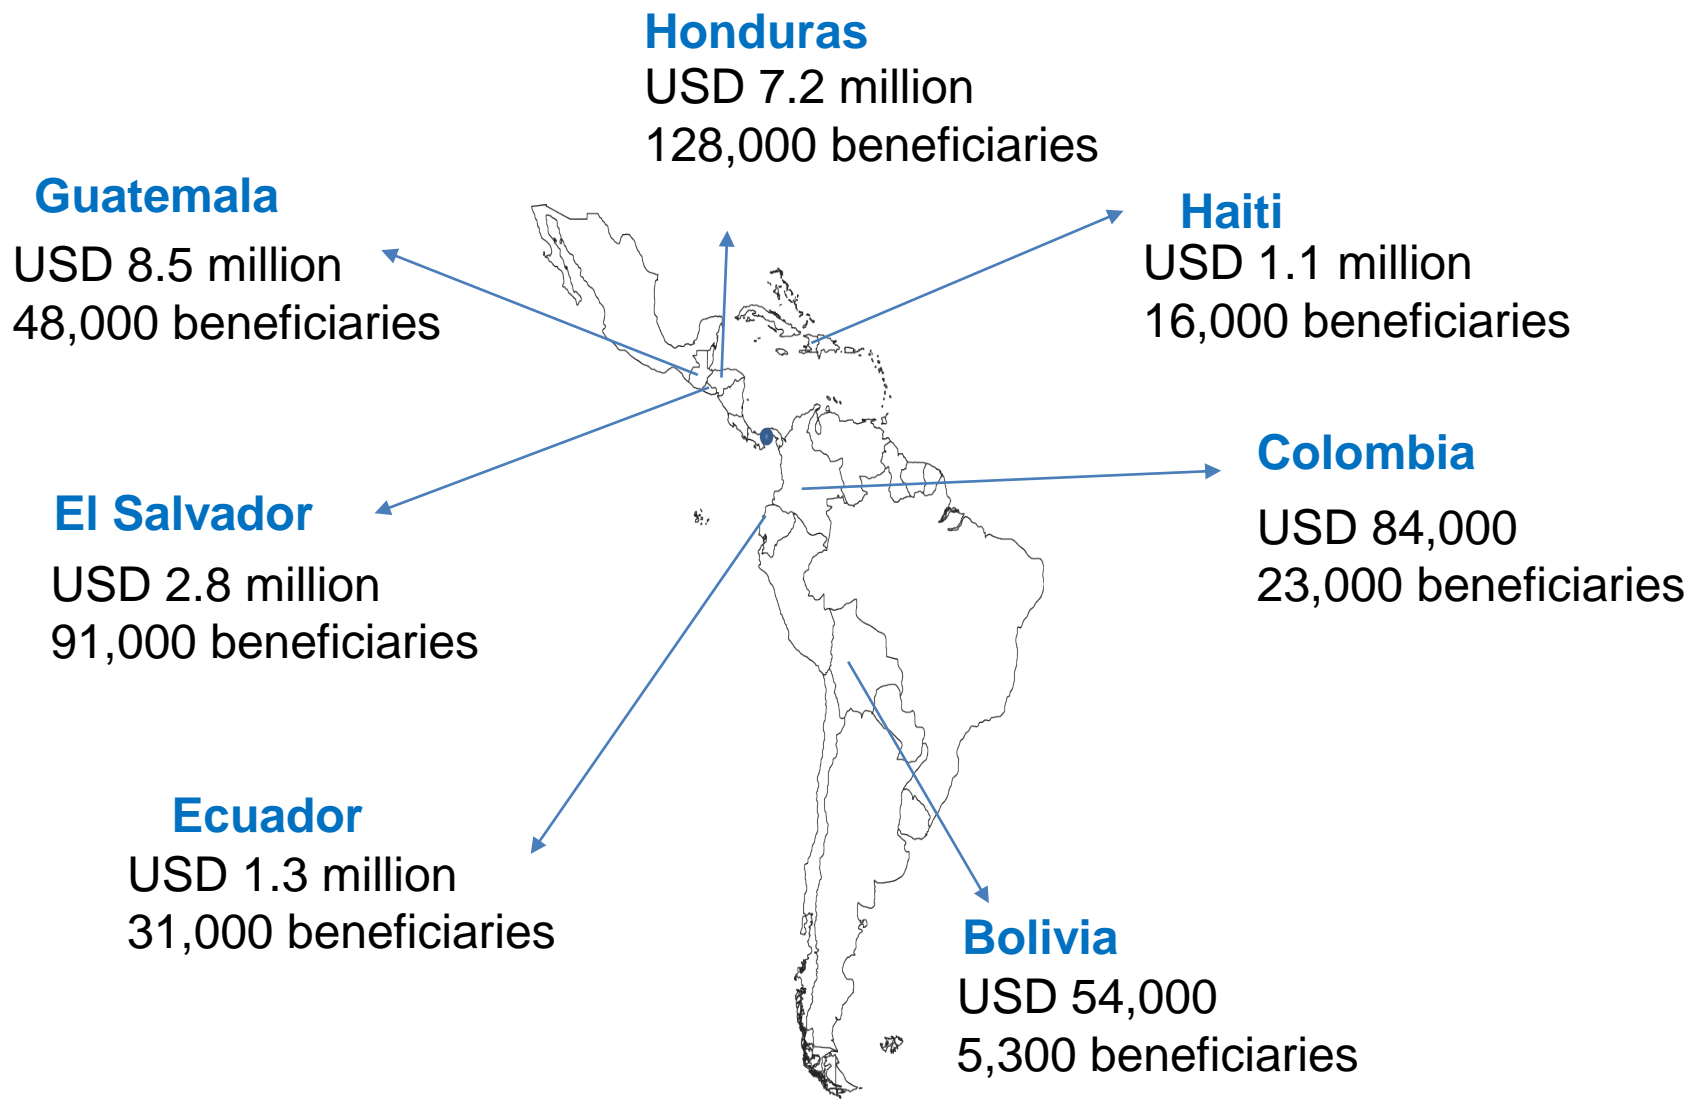 Honduras
USD 7.2 million
128,000 beneficiaries
Guatemala
USD 8.5 million
48,000 beneficiaries
Haiti
USD 1.1 million
16,000 beneficiaries
Colombia
USD 84,000
23,000 beneficiaries
El Salvador
USD 2.8 million
91,000 beneficiaries
Ecuador
USD 1.3 million
31,000 beneficiaries
Bolivia
USD 54,000
5,300 beneficiaries